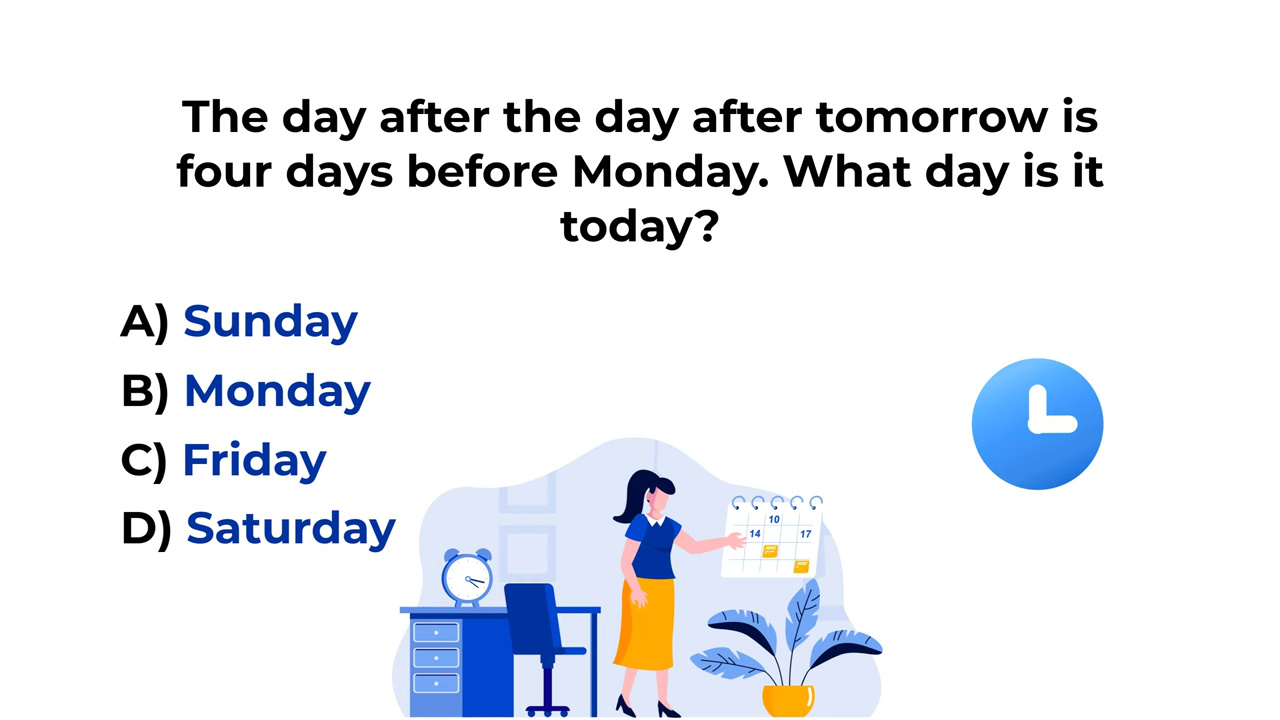 The day after the day after tomorrow is
four days before Monday. What day is it
today?
A) Sunday
B) Monday
C) Friday
D) Saturday
10
14 17